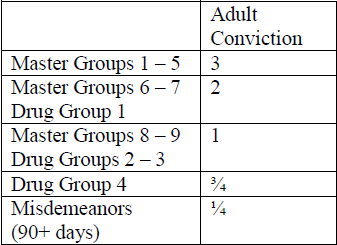 Adult
Conviction
Master Groups 1 – 5 3
Master Groups 6 – 7 2
Drug Group 1
Master Groups 8 – 9 1
Drug Groups 2 – 3
Drug Group 4 ¾
Misdemeanors ¼
(90+ days)